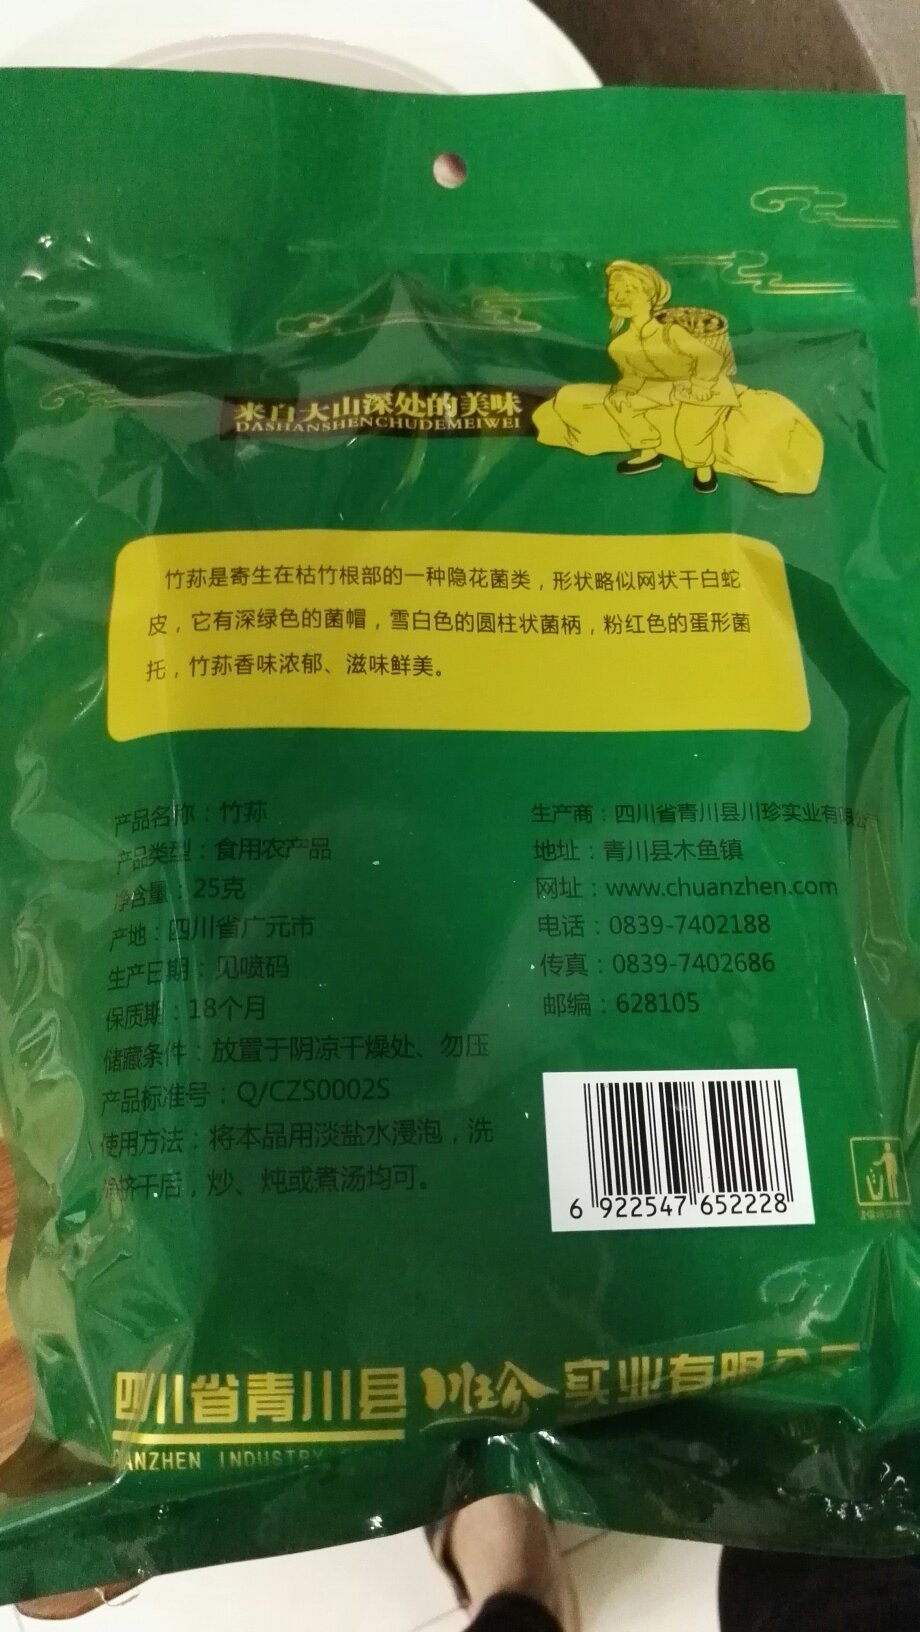 来自大山深处的美味
DASHANSHENCHUDEMEIWEI
竹荪是寄生在枯竹根部的一种隐花菌类，形状略似网状干白蛇
皮，它有深绿色的菌帽，雪白色的圆柱状菌柄，粉红色的蛋形菌
托，竹荪香味浓郁、滋味鲜美。
产品名称：竹荪
产品类型：食用农产品
净含量：25克
产地：四川省广元市
生产日期：见喷码
保质期：18个月
储藏条件：放置于阴凉干燥处、勿压
产品标准号：Q/CZS0002S
使用方法：将本品用淡盐水浸泡，洗
净挤干后，炒、炖或煮汤均可。
生产商：四川省青川县川珍实业有限公司
地址：青川县木鱼镇
网址：www.chuanzhen.com
电话：0839-7402188
传真：0839-7402686
邮编：628105
6 922547 652228
四川省青川县 川珍 实业有限公司
ANZHEN INDUSTRY